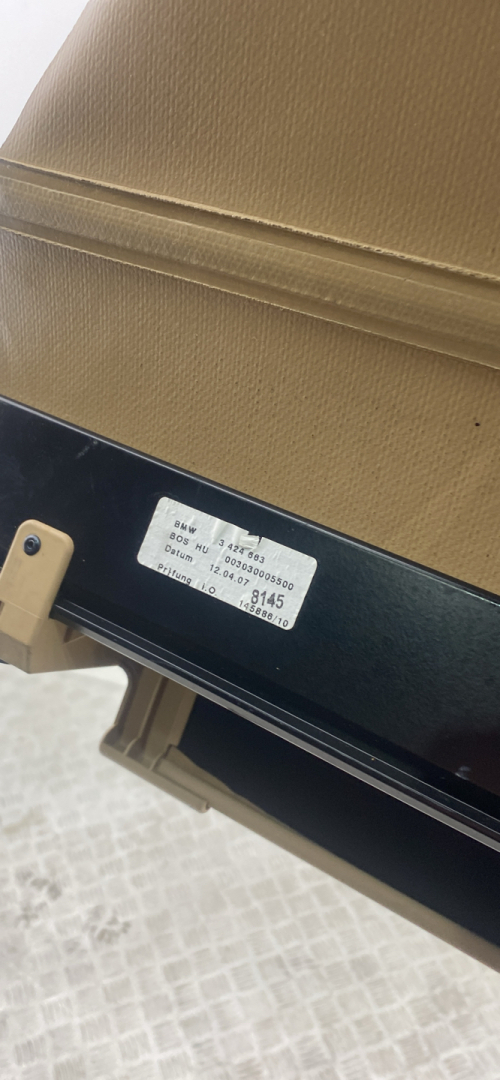 BMW 3 424 663
BOS HU 003030005500
Datum 12.04.07
Prüfung i.O 8145
145886/10